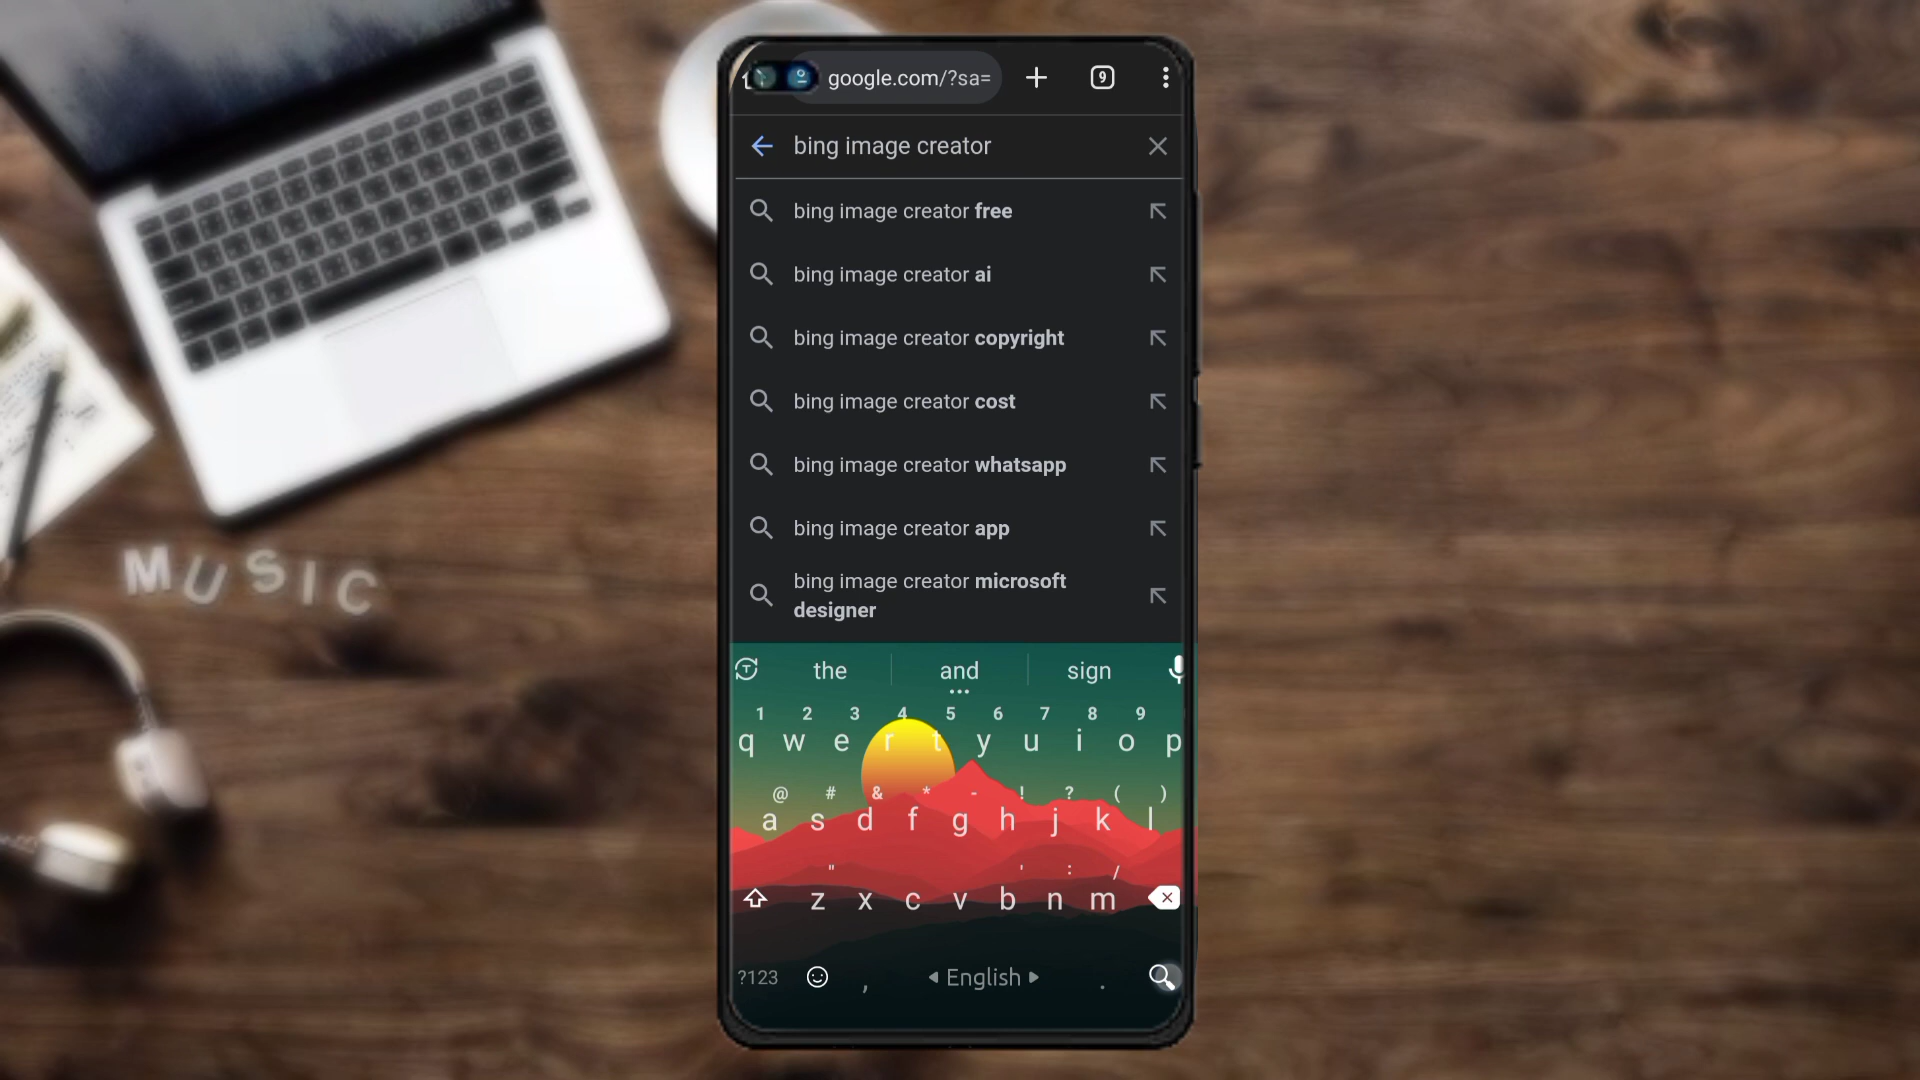 google.com/?sa=
9
bing image creator
bing image creator free
bing image creator ai
bing image creator copyright
bing image creator cost
bing image creator whatsapp
bing image creator app
bing image creator microsoft
designer
MUSIC
the and sign
1 2 3 4 5 6 7 8 9
q w e r t y u i o p
@ # & * - ! ? ( )
a s d f g h j k l
" ' : /
z x c v b n m
?123 , English .